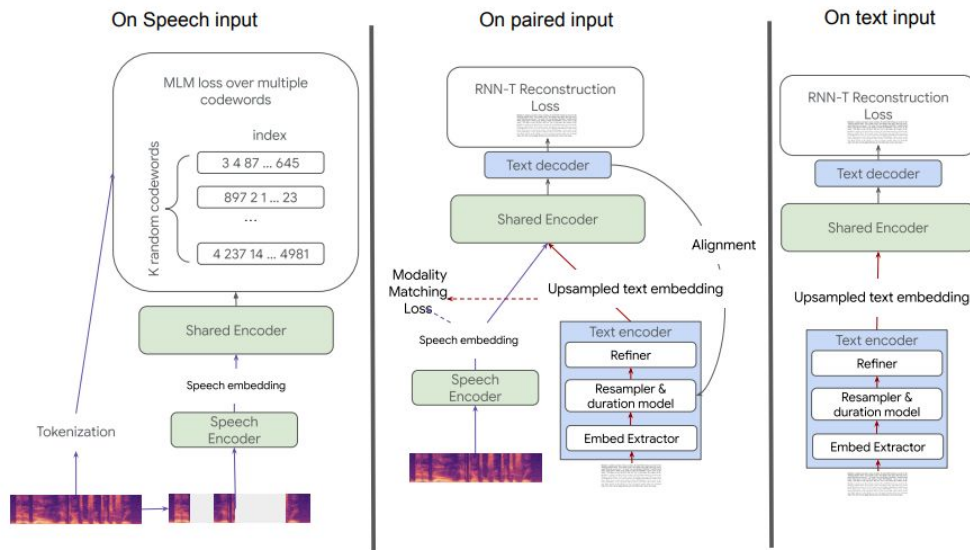 On Speech input
MLM loss over multiple
codewords
index
K random codewords
3 4 87 ... 645
897 2 1 ... 23
...
4 237 14 ... 4981
Shared Encoder
Speech embedding
Speech
Encoder
Tokenization
On paired input
RNN-T Reconstruction
Loss
Text decoder
Shared Encoder
Alignment
Modality
Matching
Loss
Upsampled text embedding
Speech embedding
Speech
Encoder
Text encoder
Refiner
Resampler &
duration model
Embed Extractor
On text input
RNN-T Reconstruction
Loss
Text decoder
Shared Encoder
Upsampled text embedding
Text encoder
Refiner
Resampler &
duration model
Embed Extractor